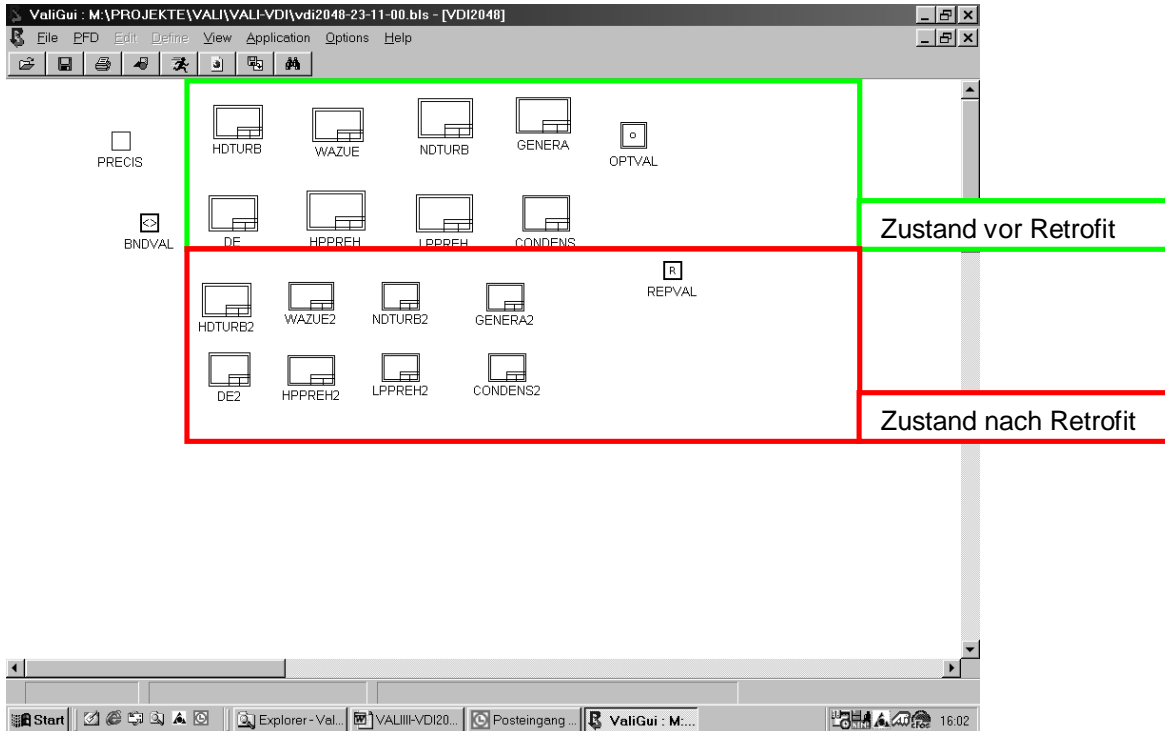 ValiGui : M:\PROJEKTE\VALI\VALI-VDI\vdi2048-23-11-00.bls - [VDI2048]
File PFD Edit Define View Application Options Help
HDTURB WAZUE NDTURB GENERA OPTVAL
PRECIS
BNDVAL DE HPPREH LPPREH CONDENS
Zustand vor Retrofit
R
REPVAL
HDTURB2 WAZUE2 NDTURB2 GENERA2
DE2 HPPREH2 LPPREH2 CONDENS2
Zustand nach Retrofit
Start Explorer - Val... VALIII-VDI20... Posteingang ... ValiGui : M:... 16:02